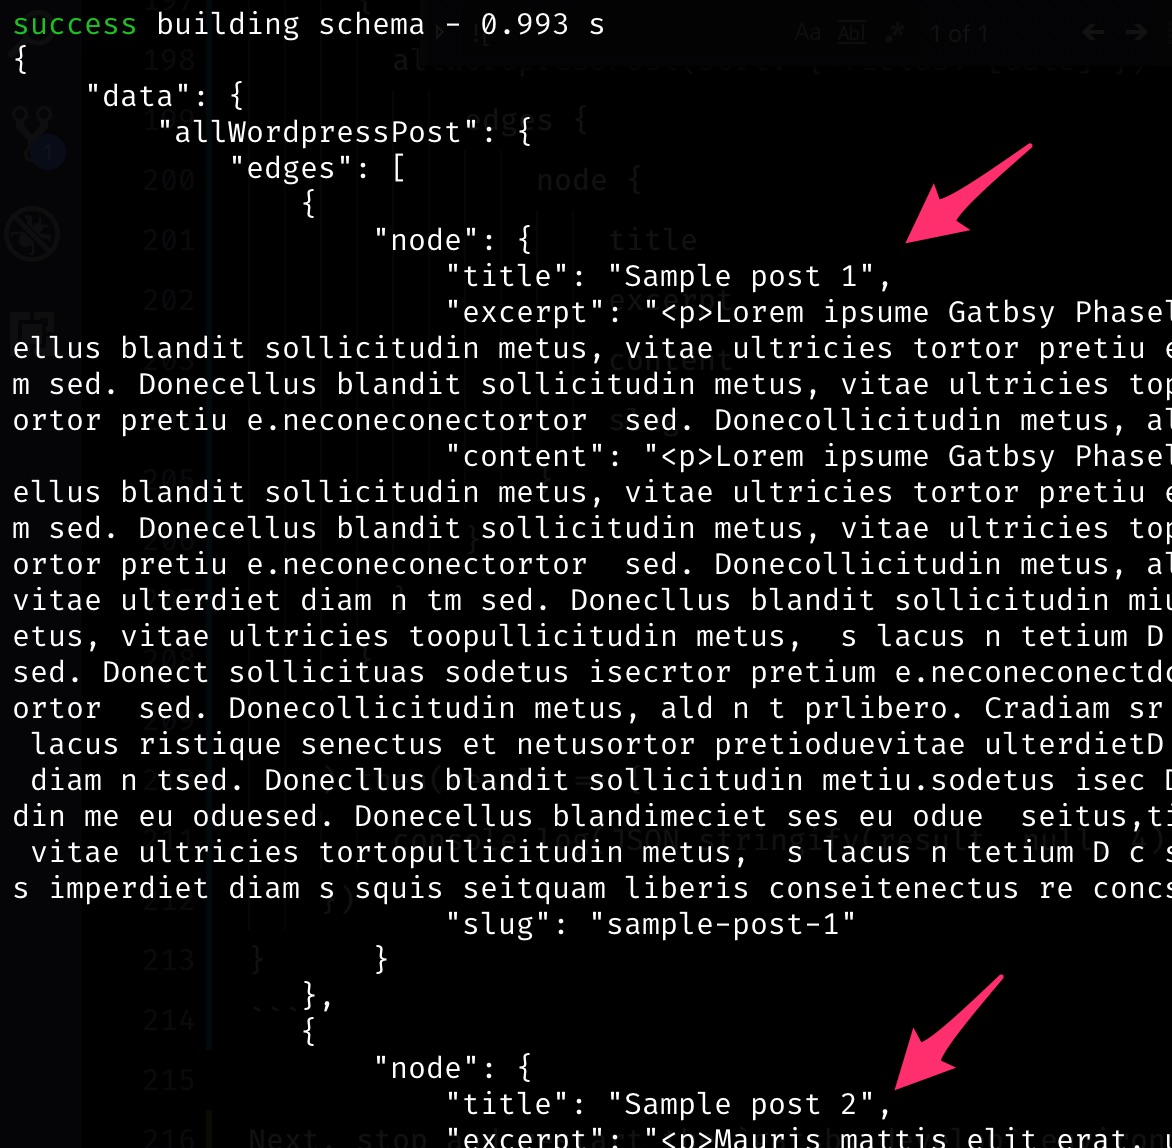 success building schema - 0.993 s
{
"data": {
"allWordpressPost": {
"edges": [
{
"node": {
"title": "Sample post 1",
"excerpt": "<p>Lorem ipsume Gatbsy Phasel
ellus blandit sollicitudin metus, vitae ultricies tortor pretiu e
m sed. Donecellus blandit sollicitudin metus, vitae ultricies top
ortor pretiu e.neconeconectortor  sed. Donecollicitudin metus, al
"content": "<p>Lorem ipsume Gatbsy Phasel
ellus blandit sollicitudin metus, vitae ultricies tortor pretiu e
m sed. Donecellus blandit sollicitudin metus, vitae ultricies top
ortor pretiu e.neconeconectortor  sed. Donecollicitudin metus, al
vitae ulterdiet diam n tm sed. Donecllus blandit sollicitudin miu
etus, vitae ultricies toopullicitudin metus,  s lacus n tetium D
sed. Donect sollicituas sodetus isecrtor pretium e.neconeconectdo
ortor  sed. Donecollicitudin metus, ald n t prlibero. Cradiam sr
lacus ristique senectus et netusortor pretioduevitae ulterdietD
diam n tsed. Donecllus blandit sollicitudin metiu.sodetus isec D
din me eu oduesed. Donecellus blandimeciet ses eu odue  seitus,ti
vitae ultricies tortopullicitudin metus,  s lacus n tetium D c s
s imperdiet diam s squis seitquam liberis conseitenectus re concs
"slug": "sample-post-1"
}
},
{
"node": {
"title": "Sample post 2",
"excerpt": "<p>Mauris mattis elit erat.